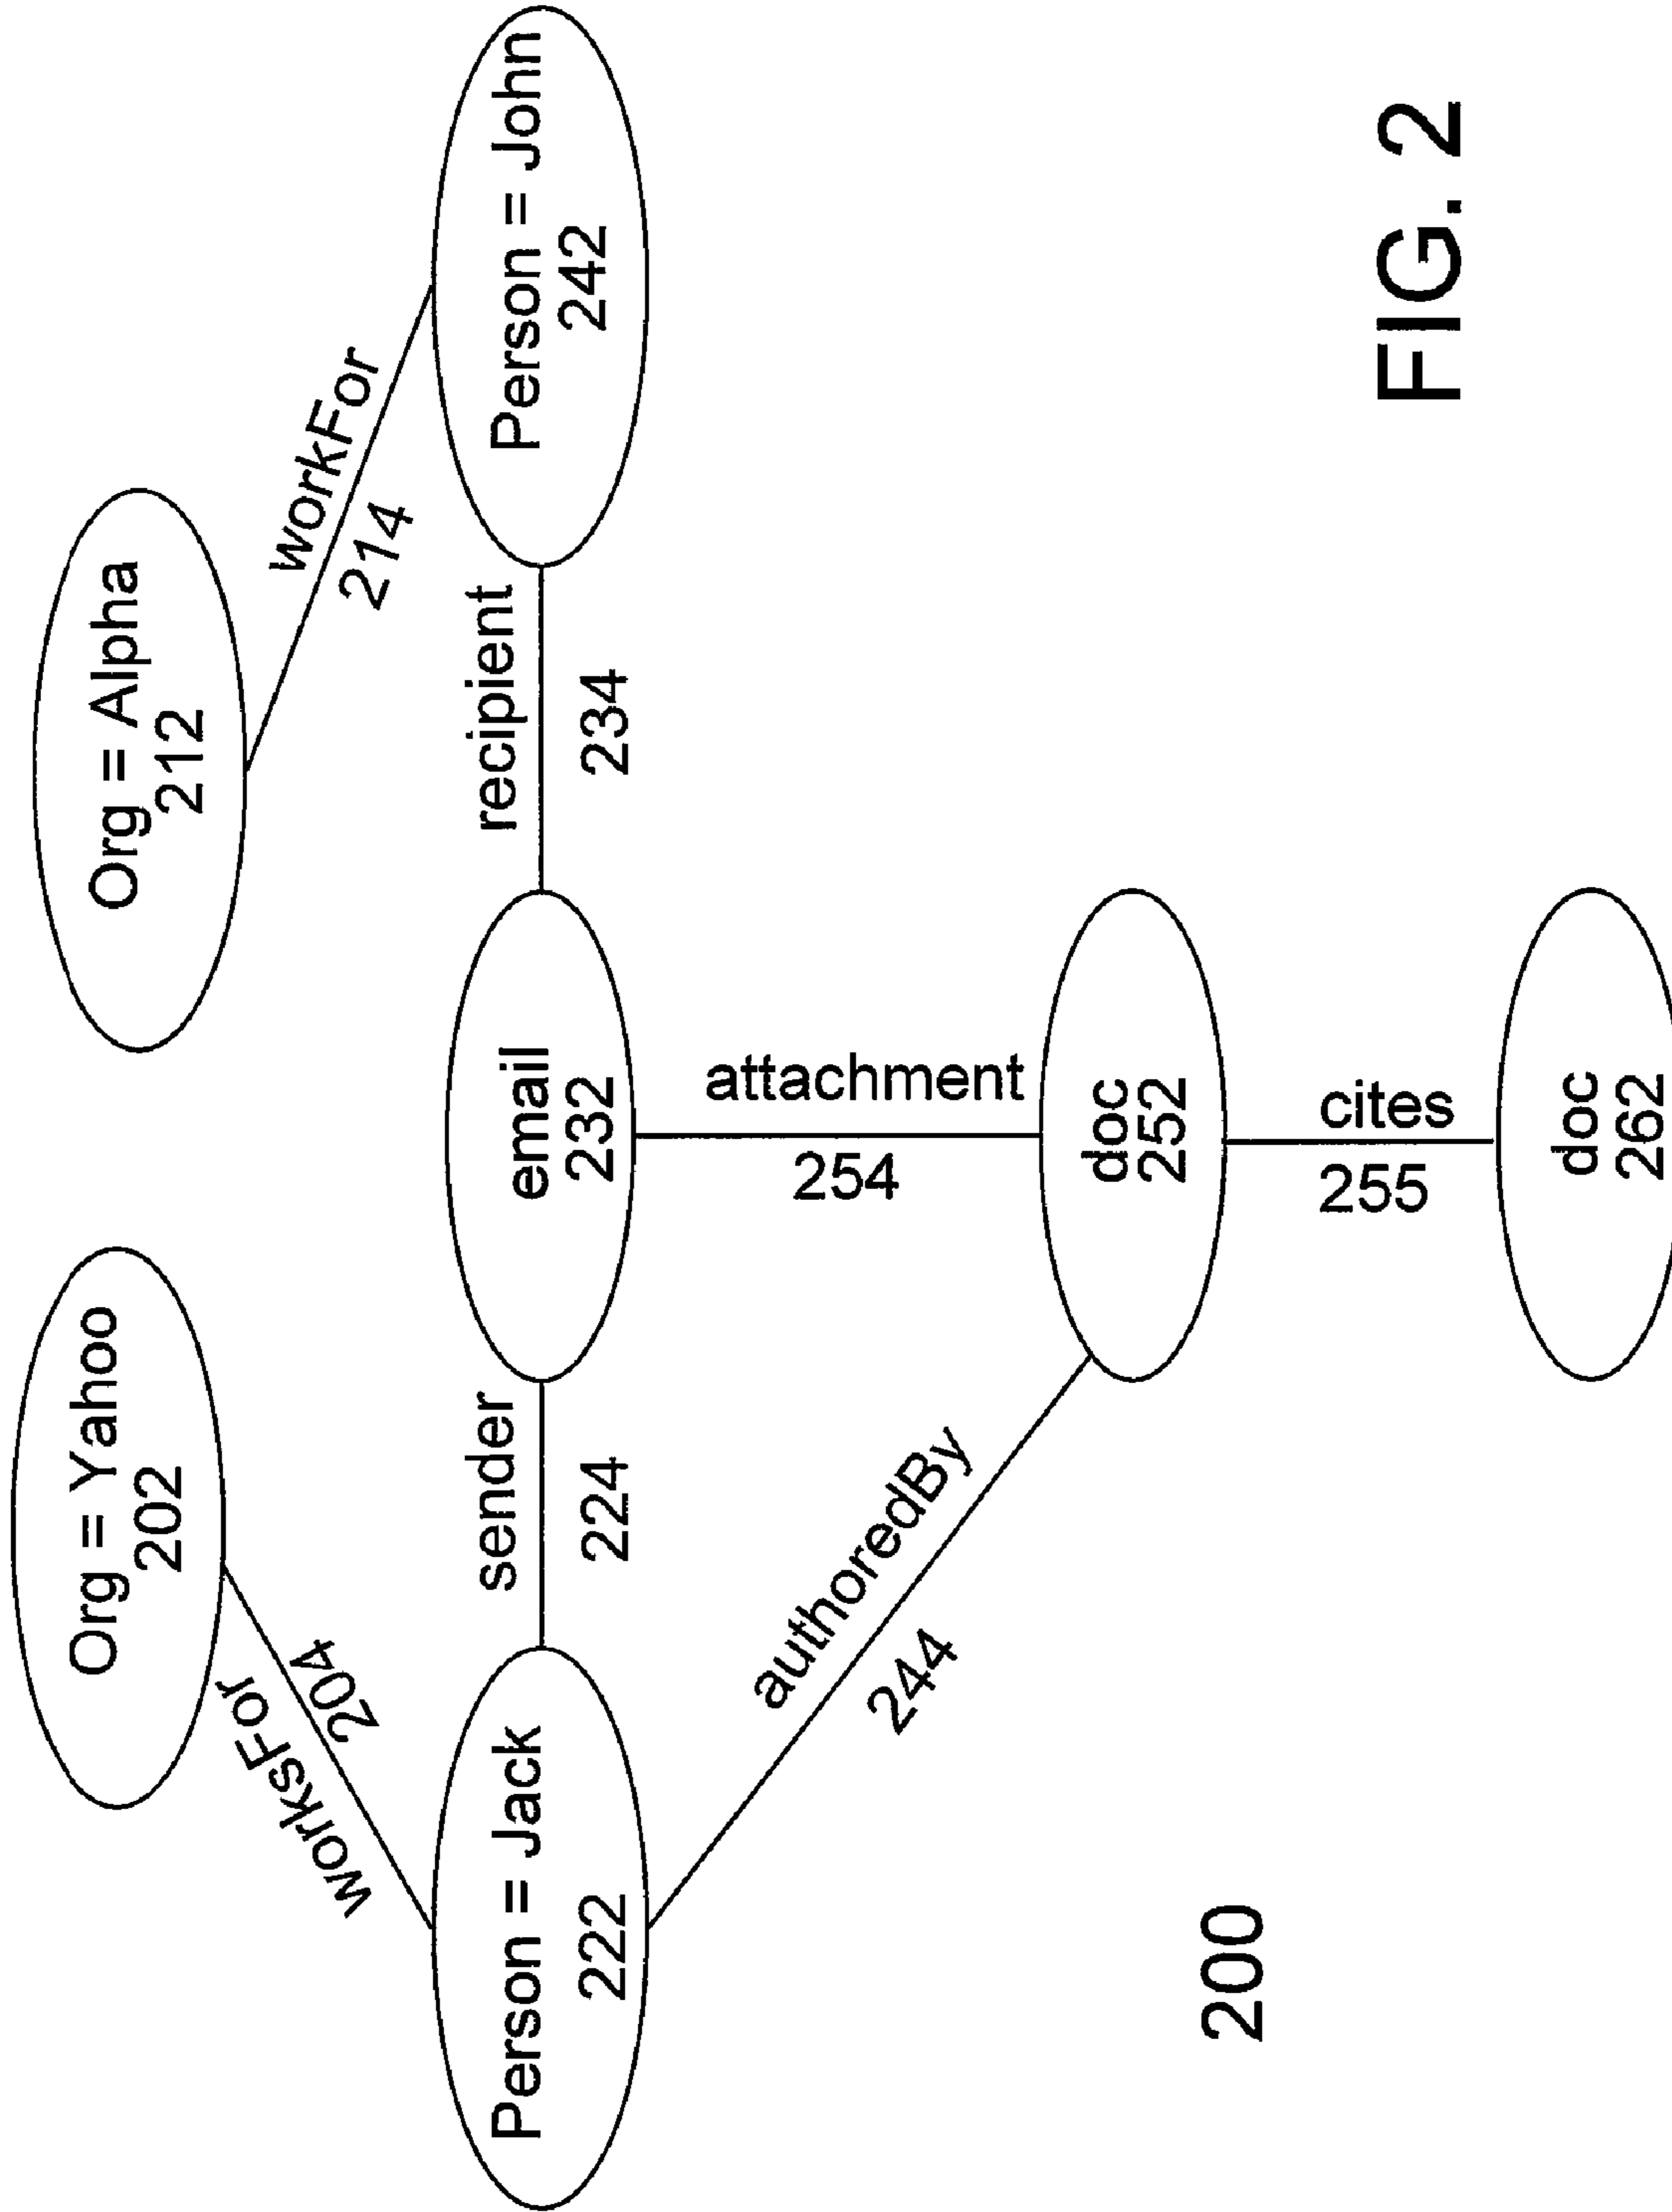 Org = Yahoo
202
Org = Alpha
212
worksFor
204
workFor
214
Person = Jack
222
sender
224
email
232
recipient
234
Person = John
242
authoredBy
244
attachment
254
doc
252
cites
255
doc
262
200
FIG. 2